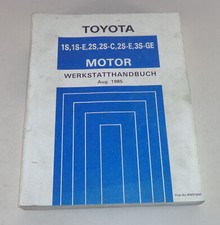 TOYOTA
1S,1S-E,2S,2S-C,2S-E,3S-GE
MOTOR
WERKSTATTHANDBUCH
Aug. 1985